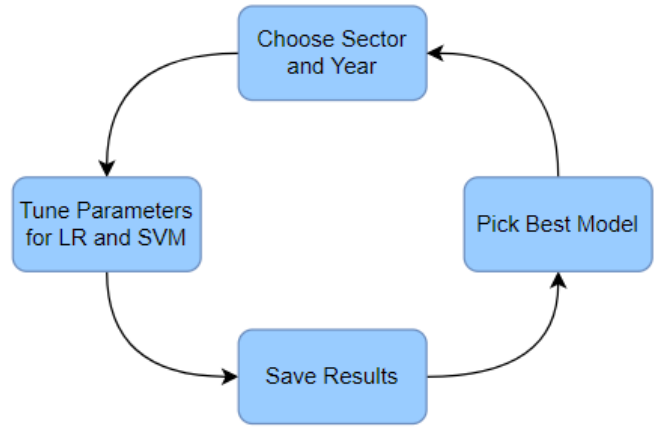 Choose Sector
and Year
Tune Parameters
for LR and SVM
Pick Best Model
Save Results